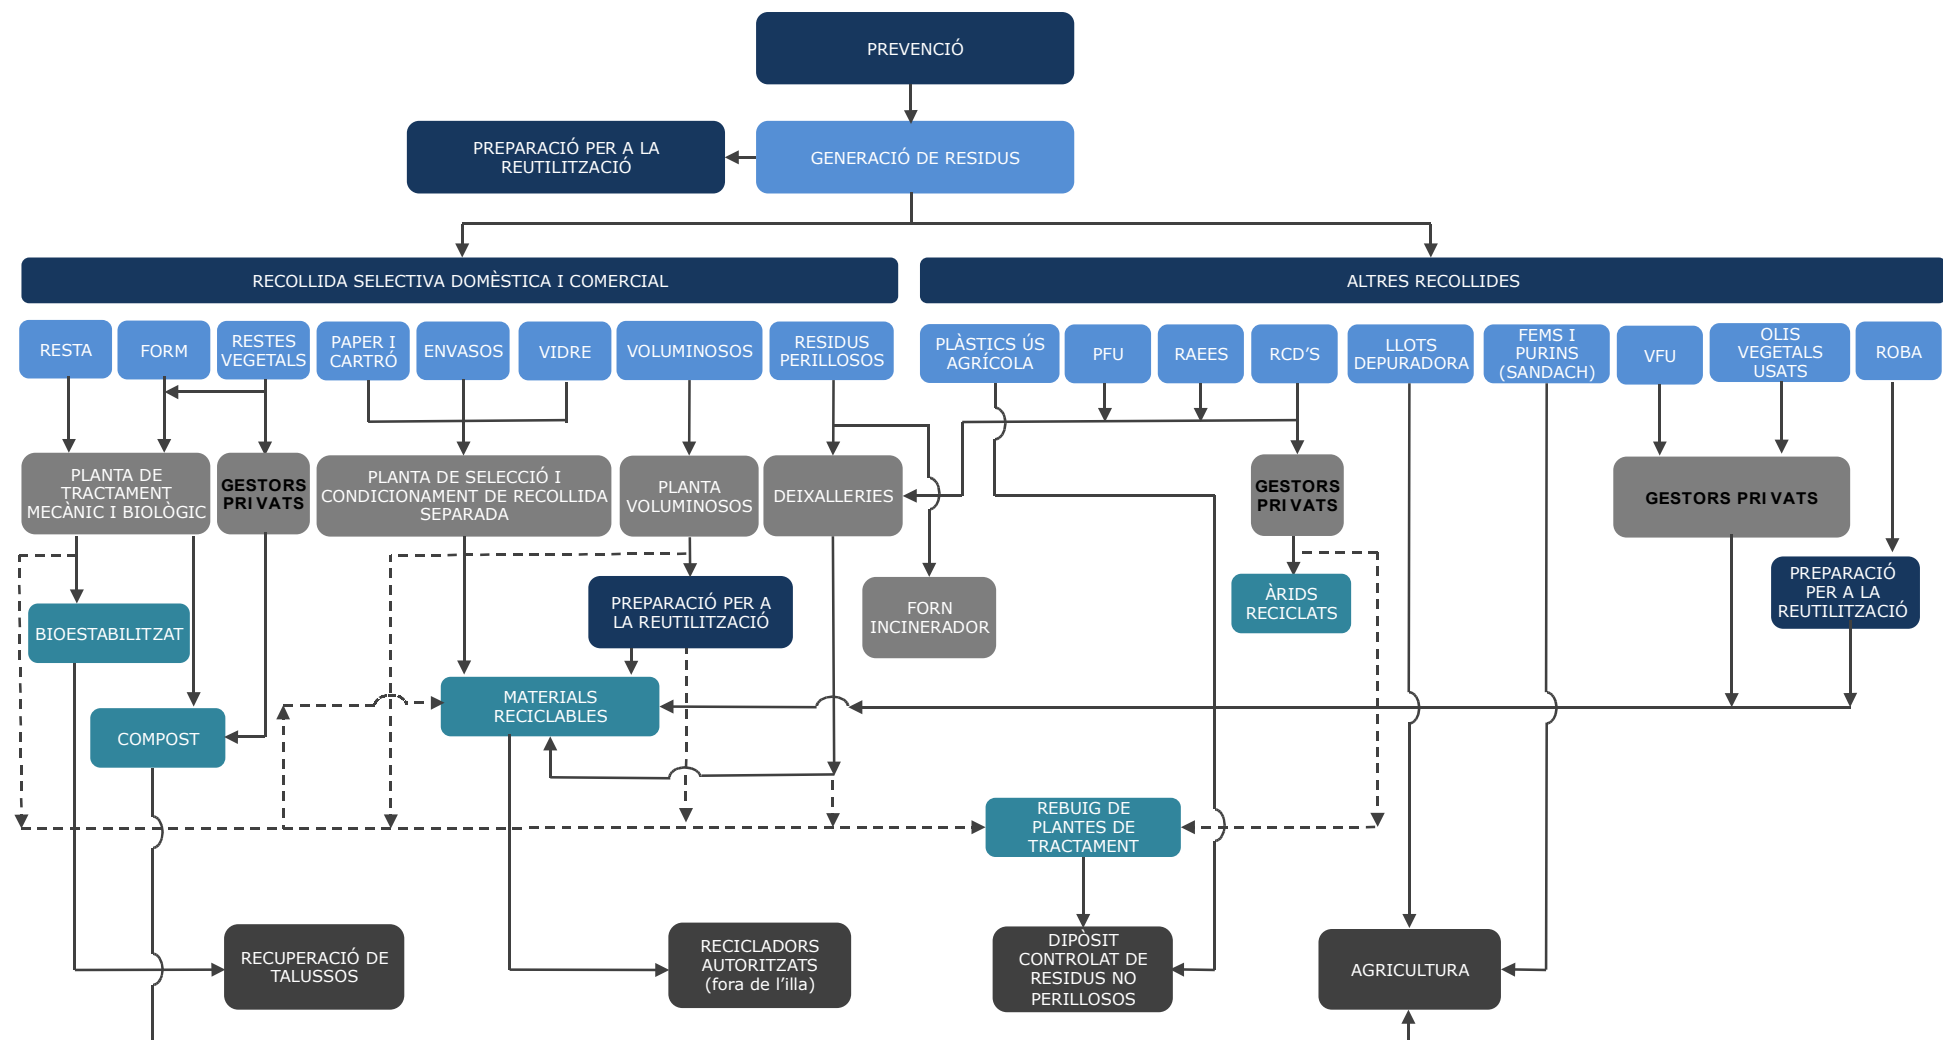 PREVENCIÓ
PREPARACIÓ PER A LA
REUTILITZACIÓ
GENERACIÓ DE RESIDUS
RECOLLIDA SELECTIVA DOMÈSTICA I COMERCIAL
ALTRES RECOLLIDES
RESTA
FORM
RESTES
VEGETALS
PAPER I
CARTRÓ
ENVASOS
VIDRE
VOLUMINOSOS
RESIDUS
PERILLOSOS
PLÀSTICS ÚS
AGRÍCOLA
PFU
RAEES
RCD'S
LLOTS
DEPURADORA
FEMS I
PURINS
(SANDACH)
VFU
OLIS
VEGETALS
USATS
ROBA
PLANTA DE
TRACTAMENT
MECÀNIC I BIOLÒGIC
GESTORS
PRIVATS
PLANTA DE SELECCIÓ I
CONDICIONAMENT DE RECOLLIDA
SEPARADA
PLANTA
VOLUMINOSOS
DEIXALLERIES
GESTORS
PRIVATS
GESTORS PRIVATS
BIOESTABILITZAT
PREPARACIÓ PER A
LA REUTILITZACIÓ
FORN
INCINERADOR
ÀRIDS
RECICLATS
PREPARACIÓ
PER A LA
REUTILITZACIÓ
COMPOST
MATERIALS
RECICLABLES
REBUIG DE
PLANTES DE
TRACTAMENT
RECUPERACIÓ DE
TALUSSOS
RECICLADORS
AUTORITZATS
(fora de l'illa)
DIPÒSIT
CONTROLAT DE
RESIDUS NO
PERILLOSOS
AGRICULTURA